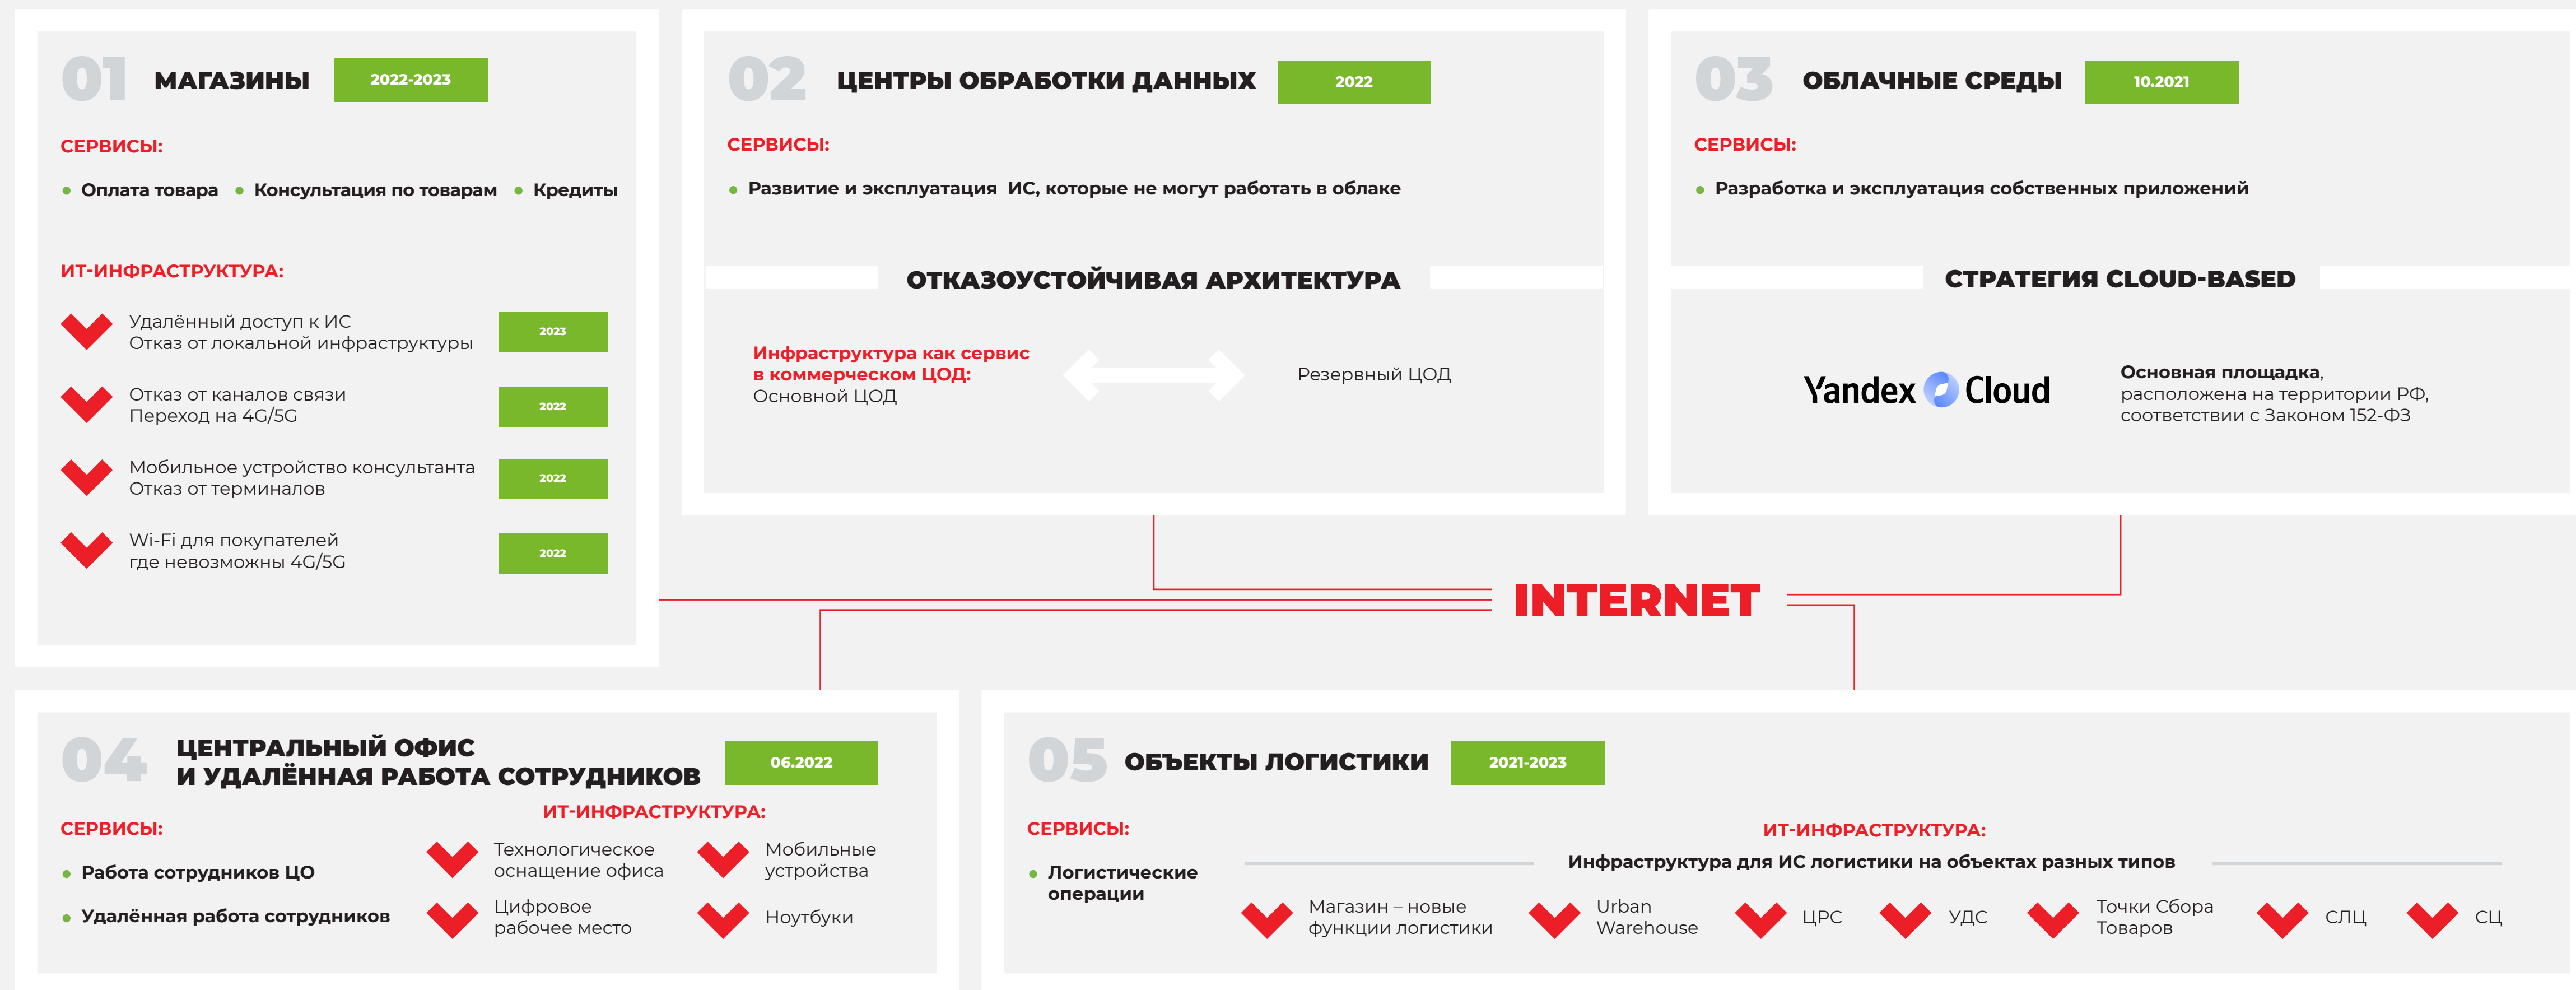 01
МАГАЗИНЫ
2022-2023
СЕРВИСЫ:
Оплата товара
Консультация по товарам
Кредиты
ИТ-ИНФРАСТРУКТУРА:
Удалённый доступ к ИС
Отказ от локальной инфраструктуры
2023
Отказ от каналов связи
Переход на 4G/5G
2022
Мобильное устройство консультанта
Отказ от терминалов
2022
Wi-Fi для покупателей
где невозможны 4G/5G
2022
02
ЦЕНТРЫ ОБРАБОТКИ ДАННЫХ
2022
СЕРВИСЫ:
Развитие и эксплуатация ИС, которые не могут работать в облаке
ОТКАЗОУСТОЙЧИВАЯ АРХИТЕКТУРА
Инфраструктура как сервис
в коммерческом ЦОД:
Основной ЦОД
Резервный ЦОД
03
ОБЛАЧНЫЕ СРЕДЫ
10.2021
СЕРВИСЫ:
Разработка и эксплуатация собственных приложений
СТРАТЕГИЯ CLOUD-BASED
Yandex Cloud
Основная площадка,
расположена на территории РФ,
соответствии с Законом 152-ФЗ
INTERNET
04
ЦЕНТРАЛЬНЫЙ ОФИС
И УДАЛЁННАЯ РАБОТА СОТРУДНИКОВ
06.2022
СЕРВИСЫ:
Работа сотрудников ЦО
Удалённая работа сотрудников
ИТ-ИНФРАСТРУКТУРА:
Технологическое
оснащение офиса
Мобильные
устройства
Цифровое
рабочее место
Ноутбуки
05
ОБЪЕКТЫ ЛОГИСТИКИ
2021-2023
СЕРВИСЫ:
Логистические
операции
ИТ-ИНФРАСТРУКТУРА:
Инфраструктура для ИС логистики на объектах разных типов
Магазин – новые
функции логистики
Urban
Warehouse
ЦРС
УДС
Точки Сбора
Товаров
СЛЦ
СЦ